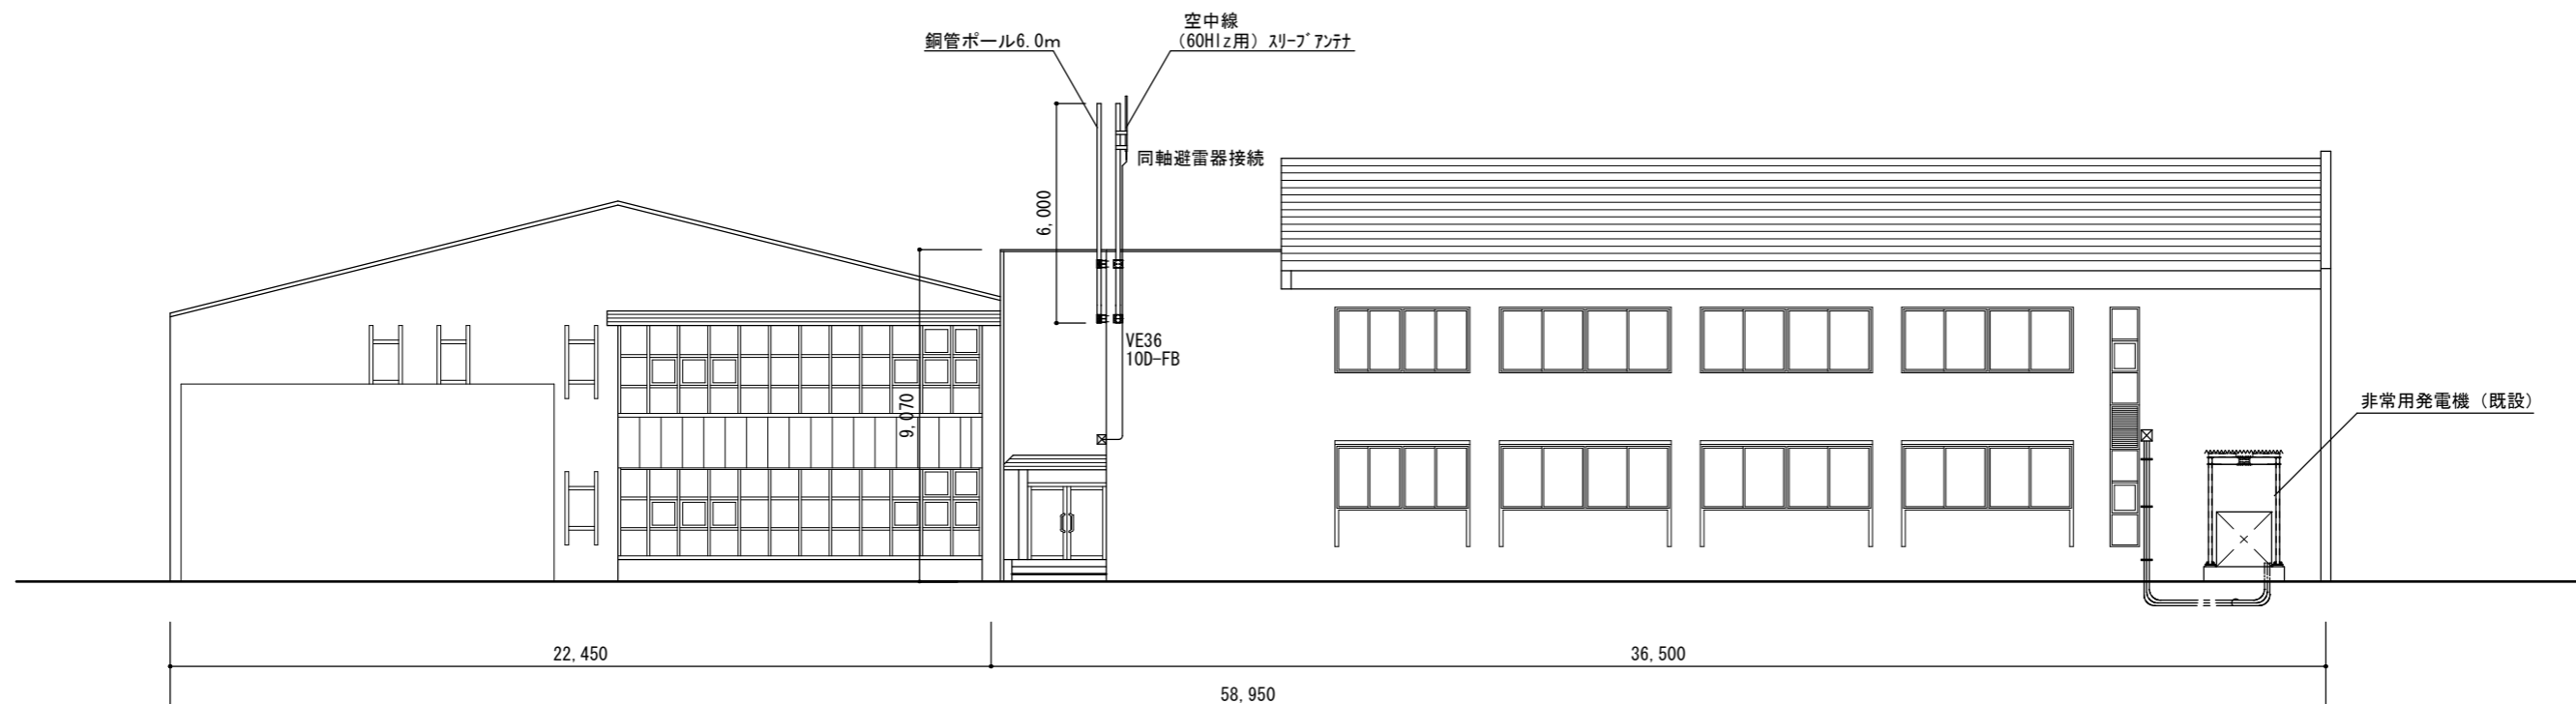 空中線
(60HIz用) ｽﾘｰﾌﾞｱﾝﾃﾅ
銅管ポール6.0m
同軸避雷器接続
6,000
VE36
10D-FB
9,070
非常用発電機（既設）
22,450
36,500
58,950